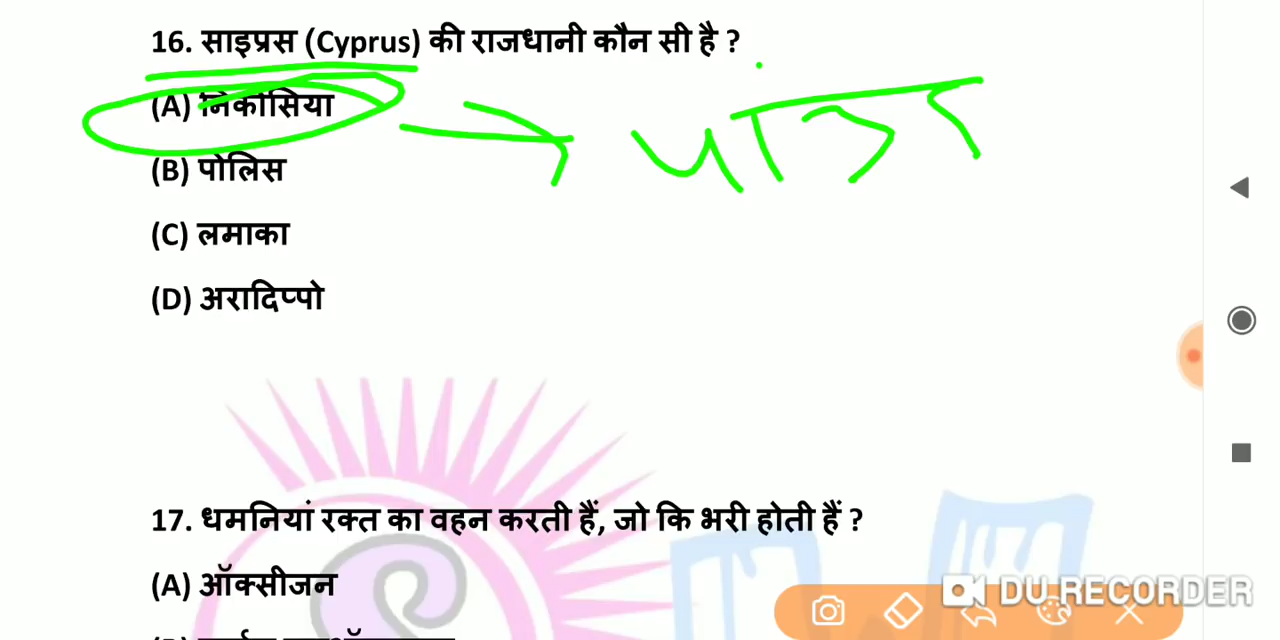 16. साइप्रस (Cyprus) की राजधानी कौन सी है ?
(A) निकोसिया
(B) पोलिस
(C) लमाका
(D) अरादिप्पो
17. धमनियां रक्त का वहन करती हैं, जो कि भरी होती हैं ?
(A) ऑक्सीजन
DU RECORDER